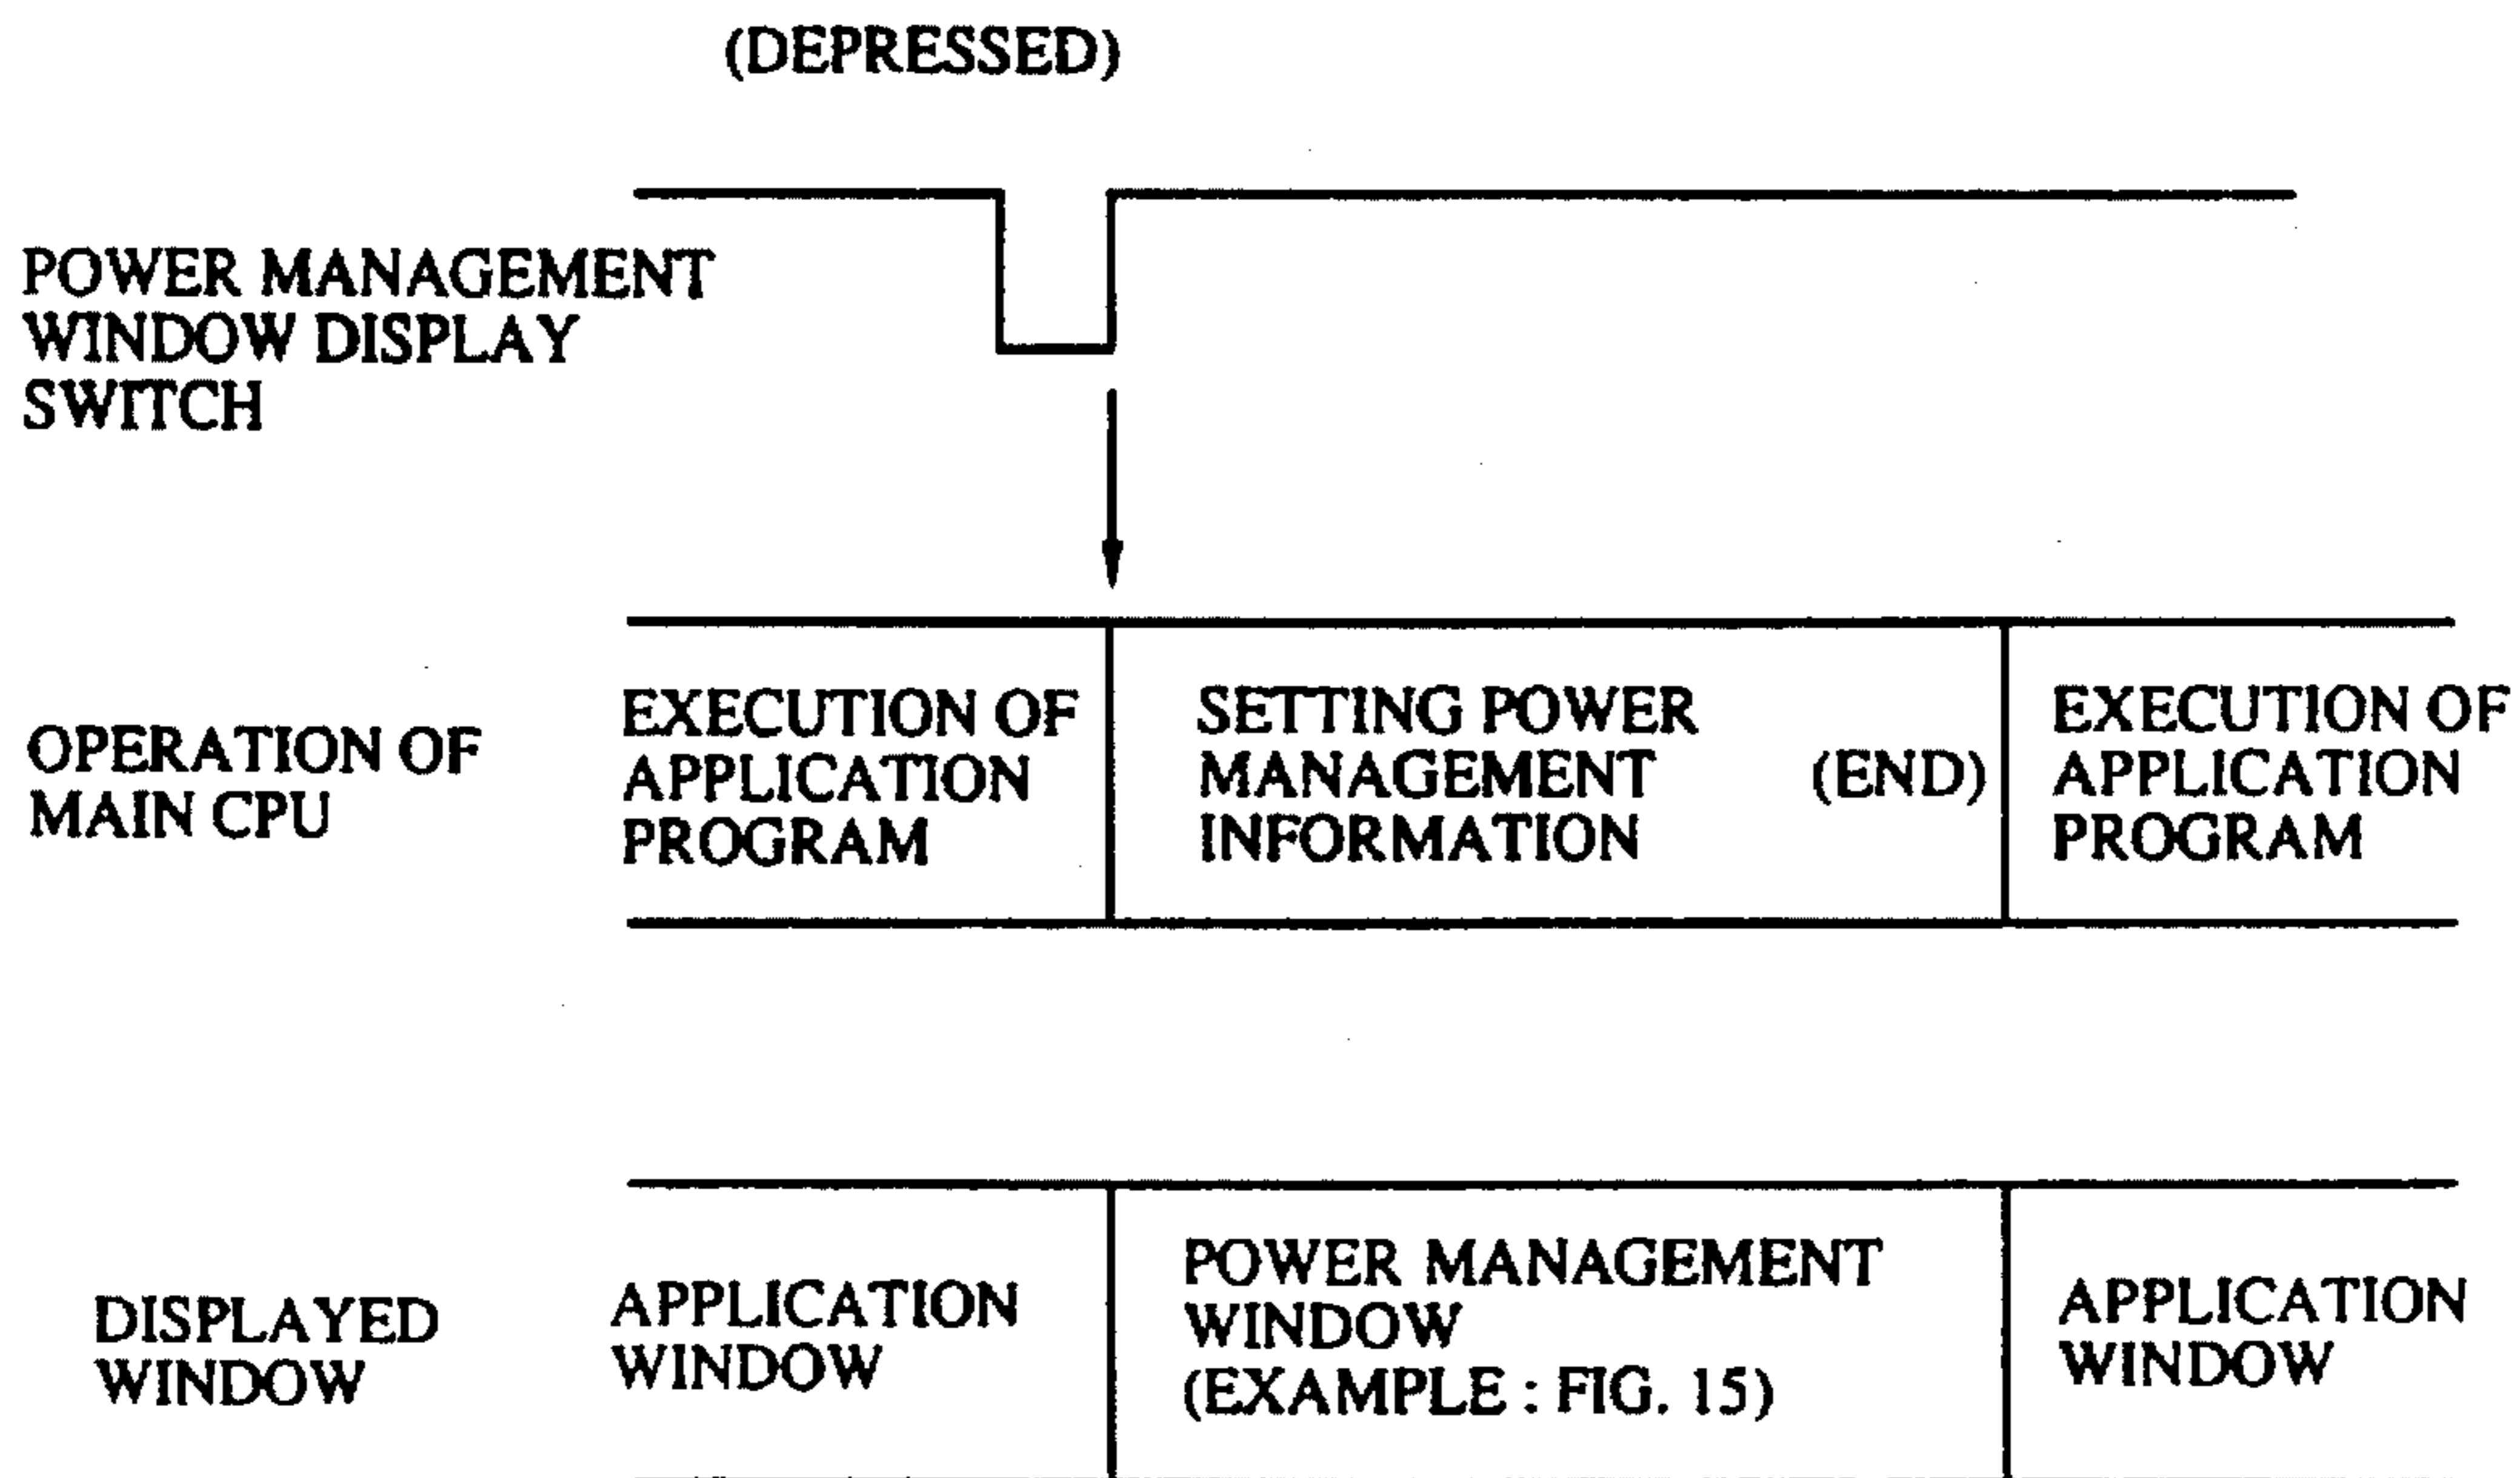 (DEPRESSED)
POWER MANAGEMENT
WINDOW DISPLAY
SWITCH
OPERATION OF
MAIN CPU
EXECUTION OF
APPLICATION
PROGRAM
SETTING POWER
MANAGEMENT
INFORMATION
(END)
EXECUTION OF
APPLICATION
PROGRAM
DISPLAYED
WINDOW
APPLICATION
WINDOW
POWER MANAGEMENT
WINDOW
(EXAMPLE : FIG. 15)
APPLICATION
WINDOW